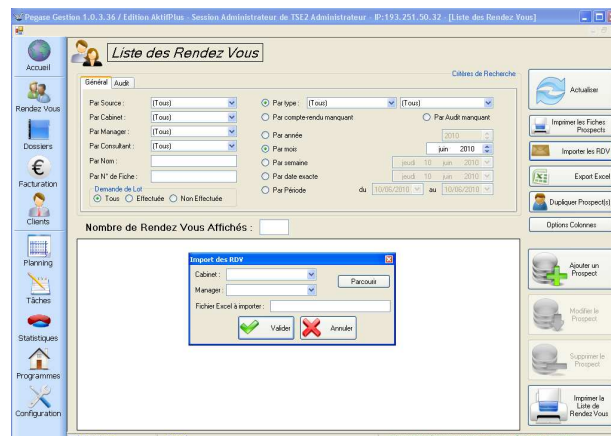 Pegase Gestion 1.0.3.36 / Edition AktifPlus - Session Administrateur de TSE2 Administrateur - IP:193.251.50.32 - [Liste des Rendez Vous]
Accueil
Rendez Vous
Dossiers
Facturation
Clients
Planning
Tâches
Statistiques
Programmes
Configuration
Liste des Rendez Vous
Critères de Recherche
Général Audit
Par Source : (Tous)
Par Cabinet : (Tous)
Par Manager : (Tous)
Par Consultant : (Tous)
Par Nom :
Par N° de Fiche :
Demande de Lot
Tous Effectuée Non Effectuée
Par type : (Tous) (Tous)
Par compte-rendu manquant Par Audit manquant
Par année 2010
Par mois juin 2010
Par semaine jeudi 10 juin 2010
Par date exacte jeudi 10 juin 2010
Par Période du 10/06/2010 au 10/06/2010
Nombre de Rendez Vous Affichés :
Import des RDV
Cabinet :
Manager :
Parcourir
Fichier Excel à importer :
Valider
Annuler
Actualiser
Imprimer les Fiches Prospects
Importer les RDV
Export Excel
Dupliquer Prospect(s)
Options Colonnes
Ajouter un
Prospect
Modifier le
Prospect
Supprimer le
Prospect
Imprimer la
Liste de
Rendez Vous